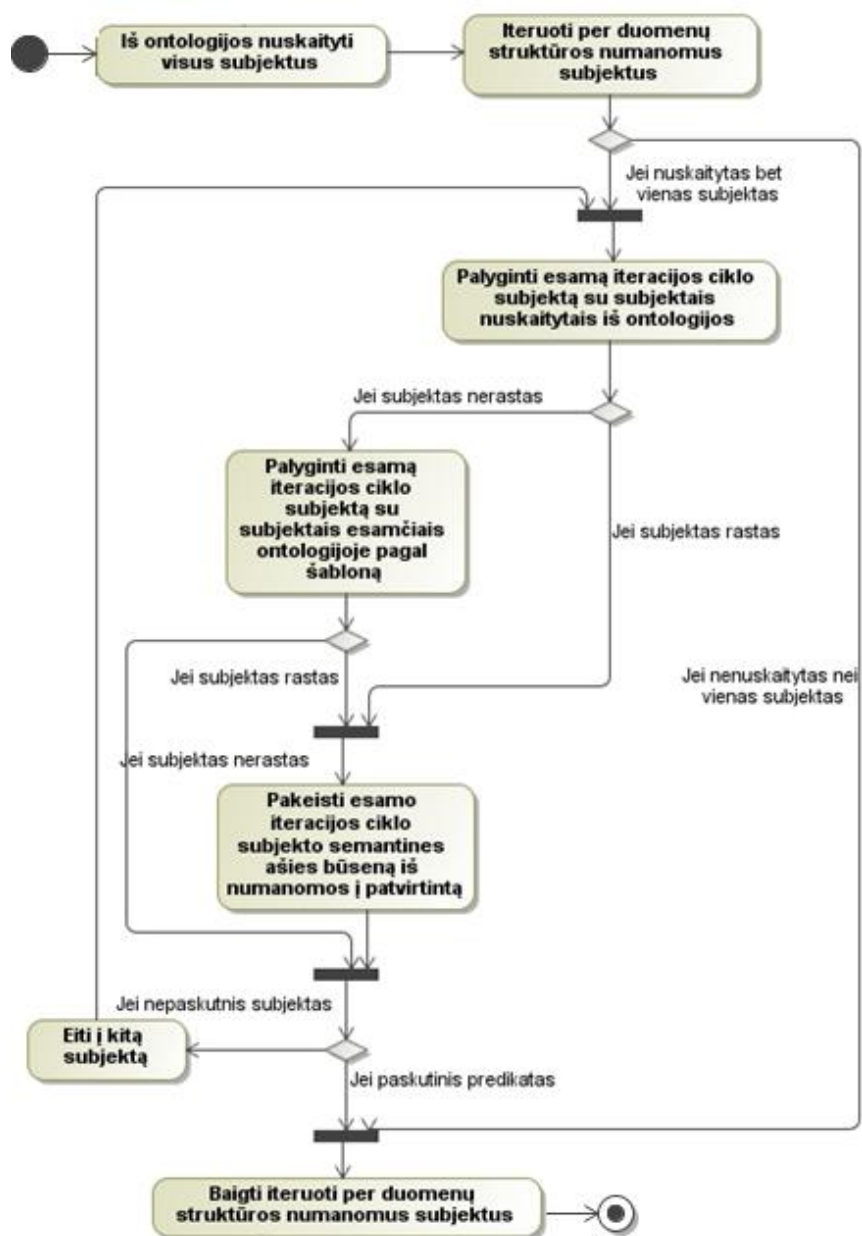 Iš ontologijos nuskaityti
visus subjektus
Iteruoti per duomenų
struktūros numanomus
subjektus
Jei nuskaitytas bet
vienas subjektas
Palyginti esamą iteracijos ciklo
subjektą su subjektais
nuskaitytais iš ontologijos
Jei subjektas nerastas
Palyginti esamą
iteracijos ciklo
subjektą su
subjektais esamčiais
ontologijoje pagal
šabloną
Jei subjektas rastas
Jei subjektas rastas
Jei nenuskaitytas nei
vienas subjektas
Jei subjektas nerastas
Pakeisti esamo
iteracijos ciklo
subjekto semantines
ašies būseną iš
numanomos į patvirtintą
Jei nepaskutnis subjektas
Eiti į kitą
subjektą
Jei paskutinis predikatas
Baigti iteruoti per duomenų
struktūros numanomus subjektus